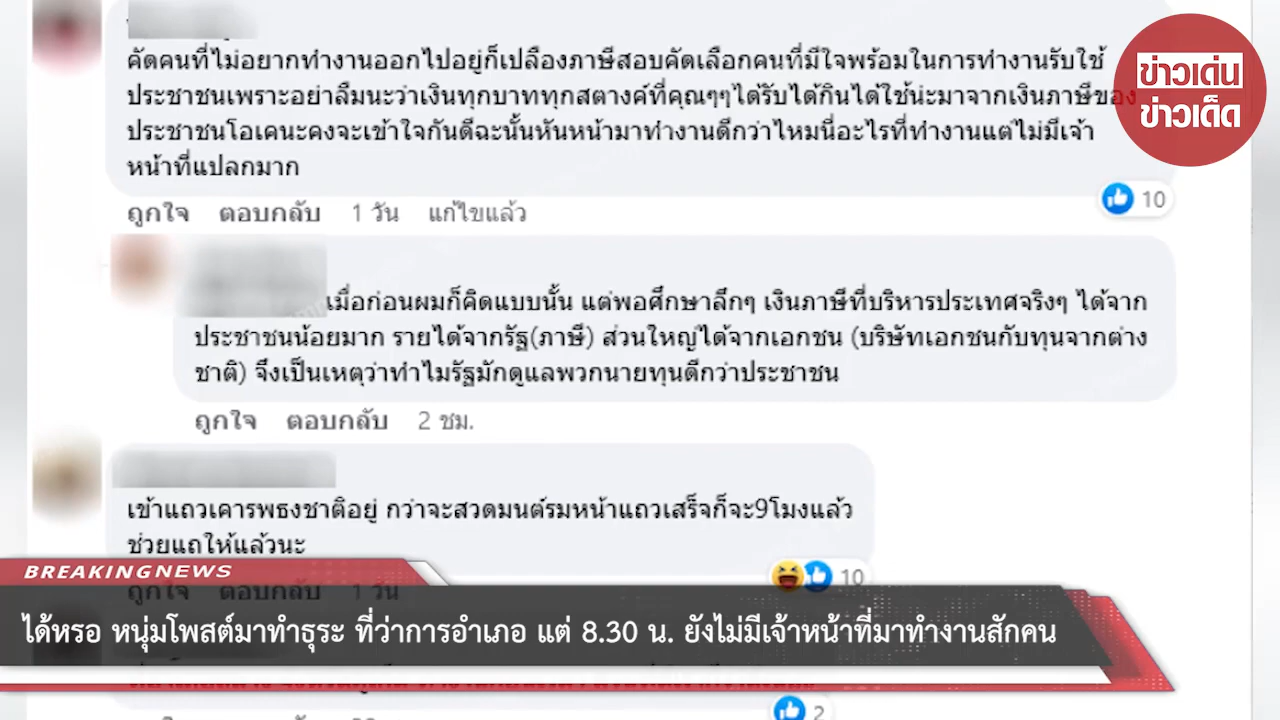 คัดคนที่ไม่อยากทำงานออกไปอยู่ก็เปลืองภาษีสอบคัดเลือกคนที่มีใจพร้อมในการทำงานรับใช้
ประชาชนเพราะอย่าลืมนะว่าเงินทุกบาททุกสตางค์ที่คุณๆๆได้รับได้กินได้ใช้น่ะมาจากเงินภาษีของ
ประชาชนโอเคนะคงจะเข้าใจกันดีฉะนั้นหันหน้ามาทำงานดีกว่าไหมนี่อะไรที่ทำงานแต่ไม่มีเจ้า
หน้าที่แปลกมาก
ข่าวเด่น
ข่าวเด็ด
ถูกใจ ตอบกลับ 1 วัน แก้ไขแล้ว
10
เมื่อก่อนผมก็คิดแบบนั้น แต่พอศึกษาลึกๆ เงินภาษีที่บริหารประเทศจริงๆ ได้จาก
ประชาชนน้อยมาก รายได้จากรัฐ(ภาษี) ส่วนใหญ่ได้จากเอกชน (บริษัทเอกชนกับทุนจากต่าง
ชาติ) จึงเป็นเหตุว่าทำไมรัฐมักดูแลพวกนายทุนดีกว่าประชาชน
ถูกใจ ตอบกลับ 2 ชม.
เข้าแถวเคารพธงชาติอยู่ กว่าจะสวดมนต์รมหน้าแถวเสร็จก็จะ9โมงแล้ว
ช่วยแถให้แล้วนะ
10
BREAKING NEWS
ถูกใจ ตอบกลับ 1 วัน
ได้หรอ หนุ่มโพสต์มาทำธุระ ที่ว่าการอำเภอ แต่ 8.30 น. ยังไม่มีเจ้าหน้าที่มาทำงานสักคน
2